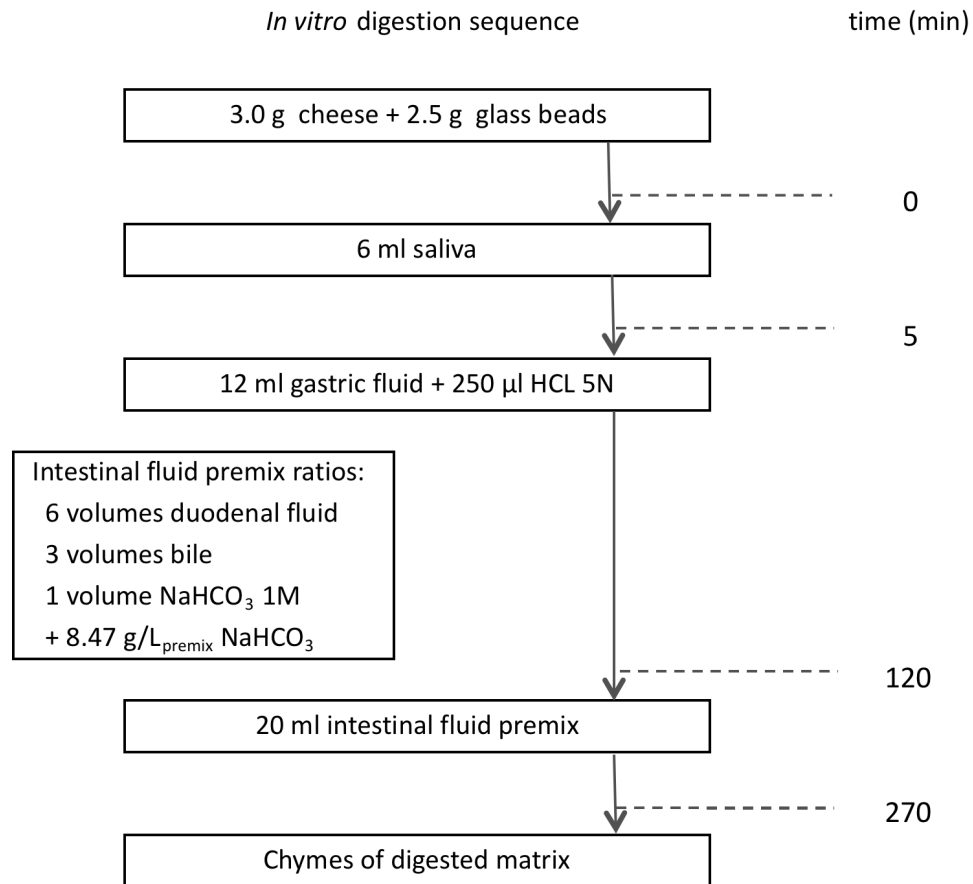 In vitro digestion sequence
time (min)
3.0 g cheese + 2.5 g glass beads
0
6 ml saliva
5
12 ml gastric fluid + 250 µl HCL 5N
Intestinal fluid premix ratios:
6 volumes duodenal fluid
3 volumes bile
1 volume NaHCO₃ 1M
+ 8.47 g/Lpremix NaHCO₃
120
20 ml intestinal fluid premix
270
Chymes of digested matrix